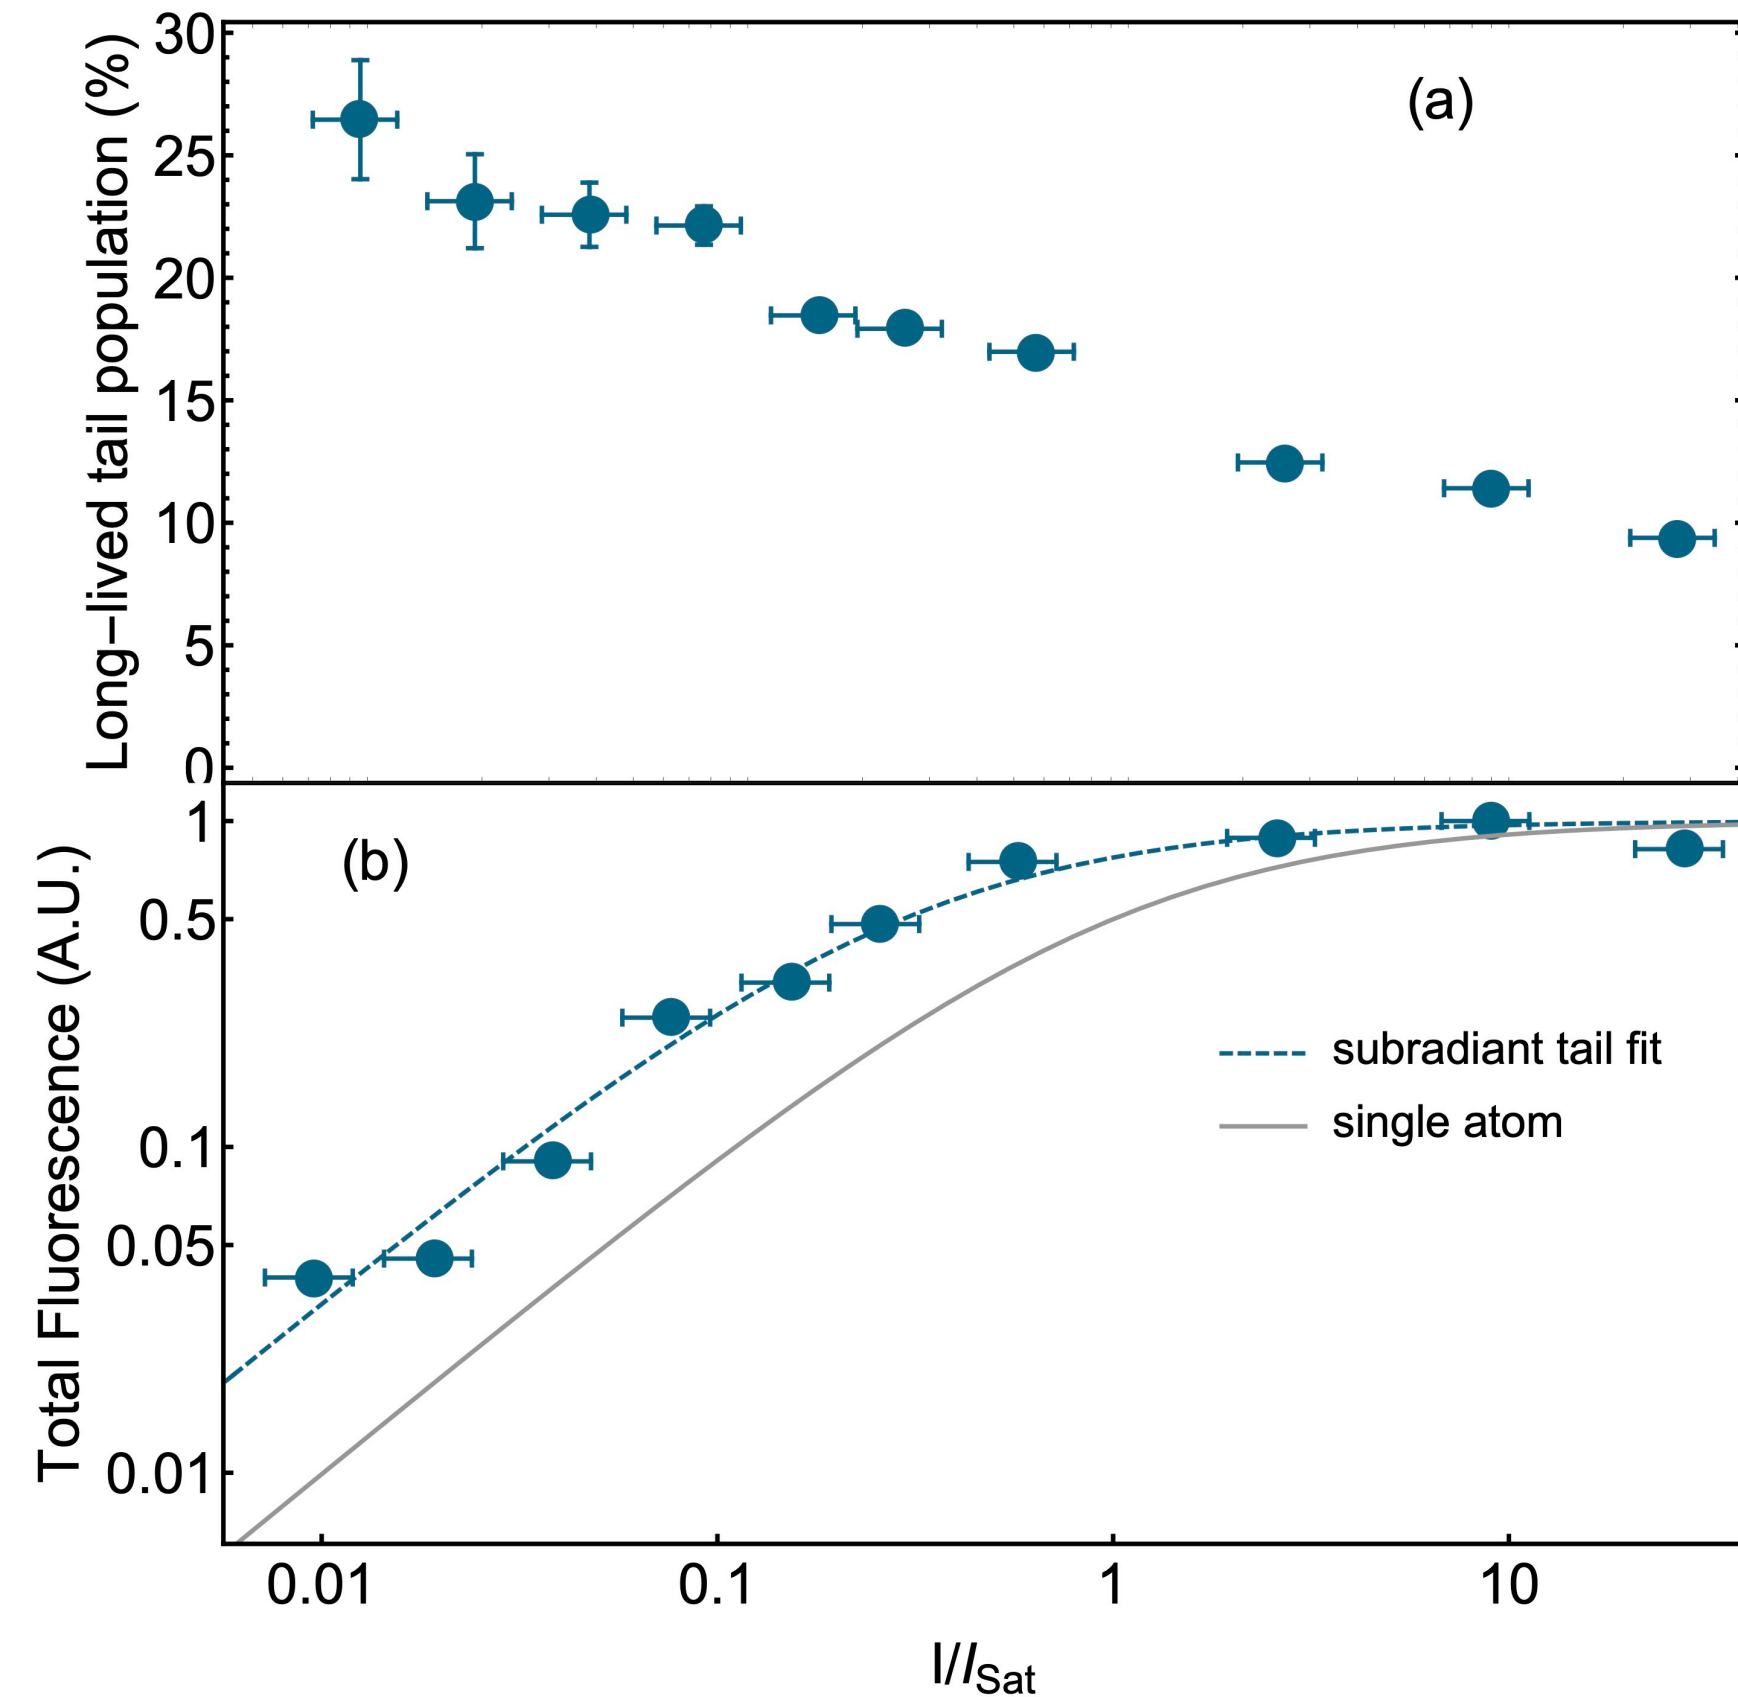 Long-lived tail population (%)
30
25
20
15
10
5
0
(a)
Total Fluorescence (A.U.)
1
0.5
0.1
0.05
0.01
(b)
subradiant tail fit
single atom
0.01 0.1 1 10
I/ISat